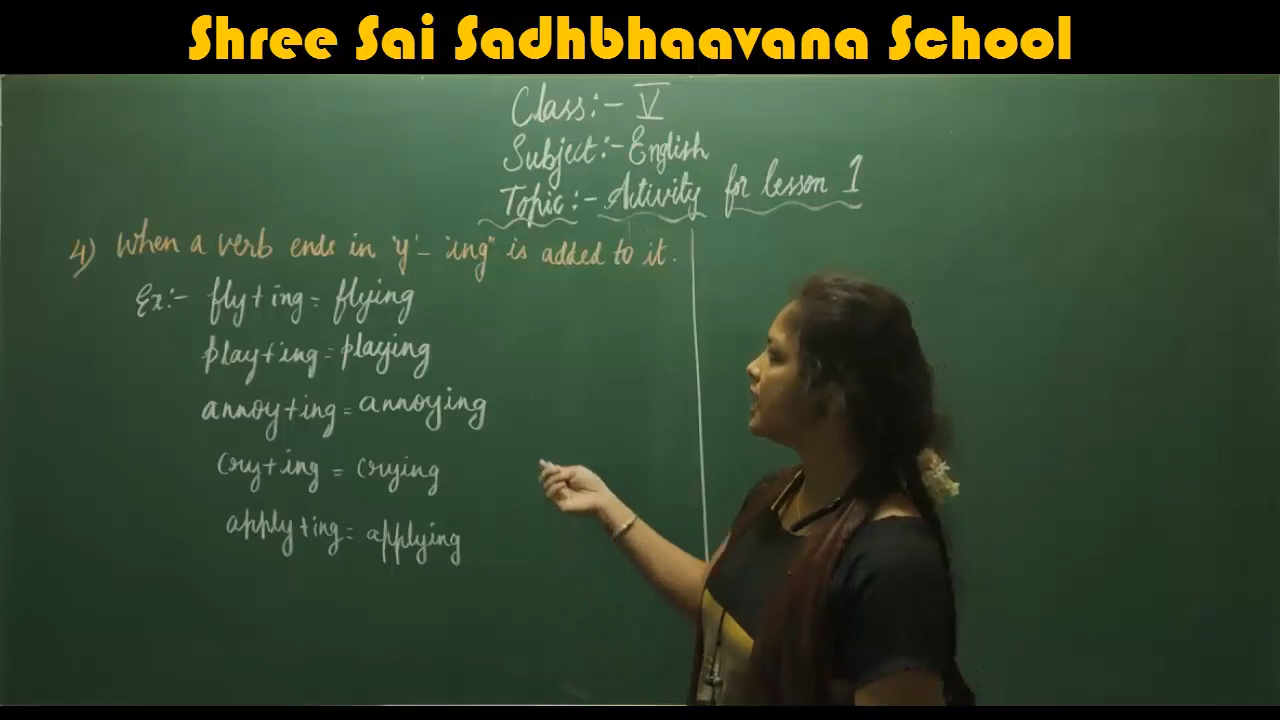 Shree Sai Sadhbhaavana School
Class:- V
Subject:- English
Topic:- Activity for lesson 1
4) When a verb ends in 'y' - 'ing" is added to it.
Ex:- fly + ing = flying
play + ing = playing
annoy + ing = annoying
cry + ing = crying
apply + ing = applying